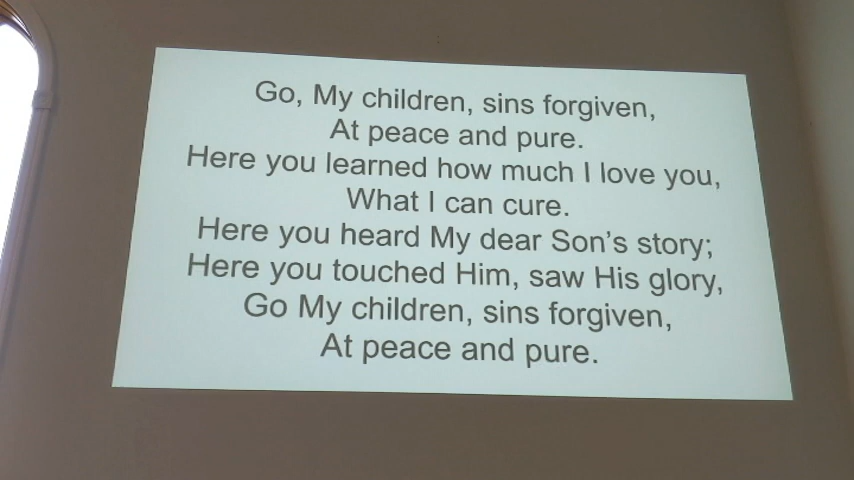 Go, My children, sins forgiven,
At peace and pure.
Here you learned how much I love you,
What I can cure.
Here you heard My dear Son's story;
Here you touched Him, saw His glory,
Go My children, sins forgiven,
At peace and pure.